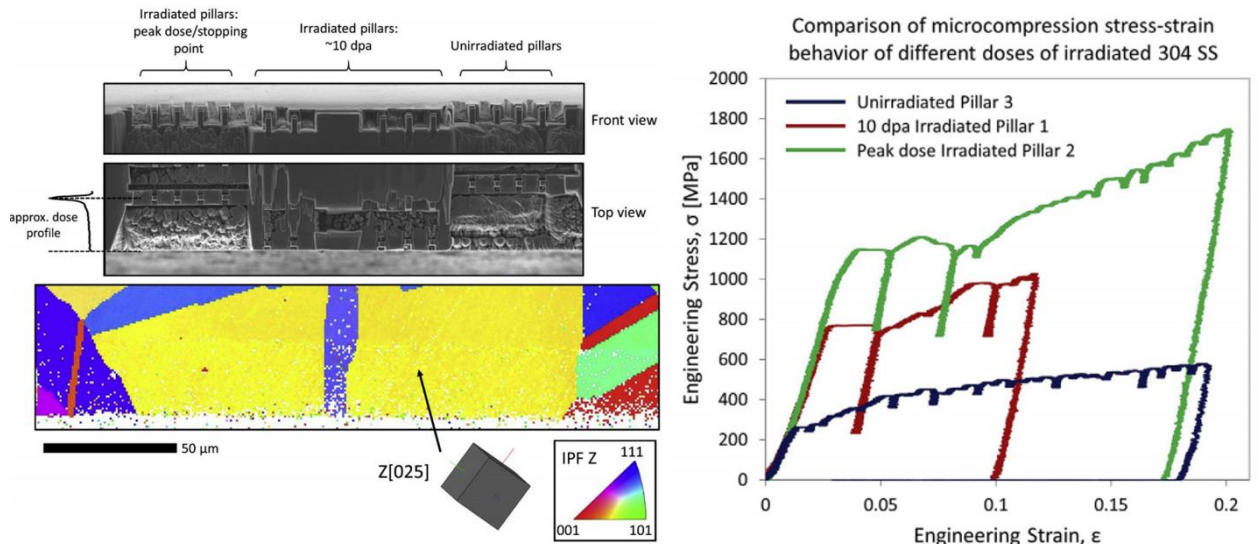 Irradiated pillars:
peak dose/stopping
point
Irradiated pillars:
~10 dpa
Unirradiated pillars
Front view
Top view
approx. dose
profile
50 μm
Z[025]
IPF Z
111
001
101
Comparison of microcompression stress-strain
behavior of different doses of irradiated 304 SS
Unirradiated Pillar 3
10 dpa Irradiated Pillar 1
Peak dose Irradiated Pillar 2
Engineering Stress, σ [MPa]
2000
1800
1600
1400
1200
1000
800
600
400
200
0
0
0.05
0.1
0.15
0.2
Engineering Strain, ε